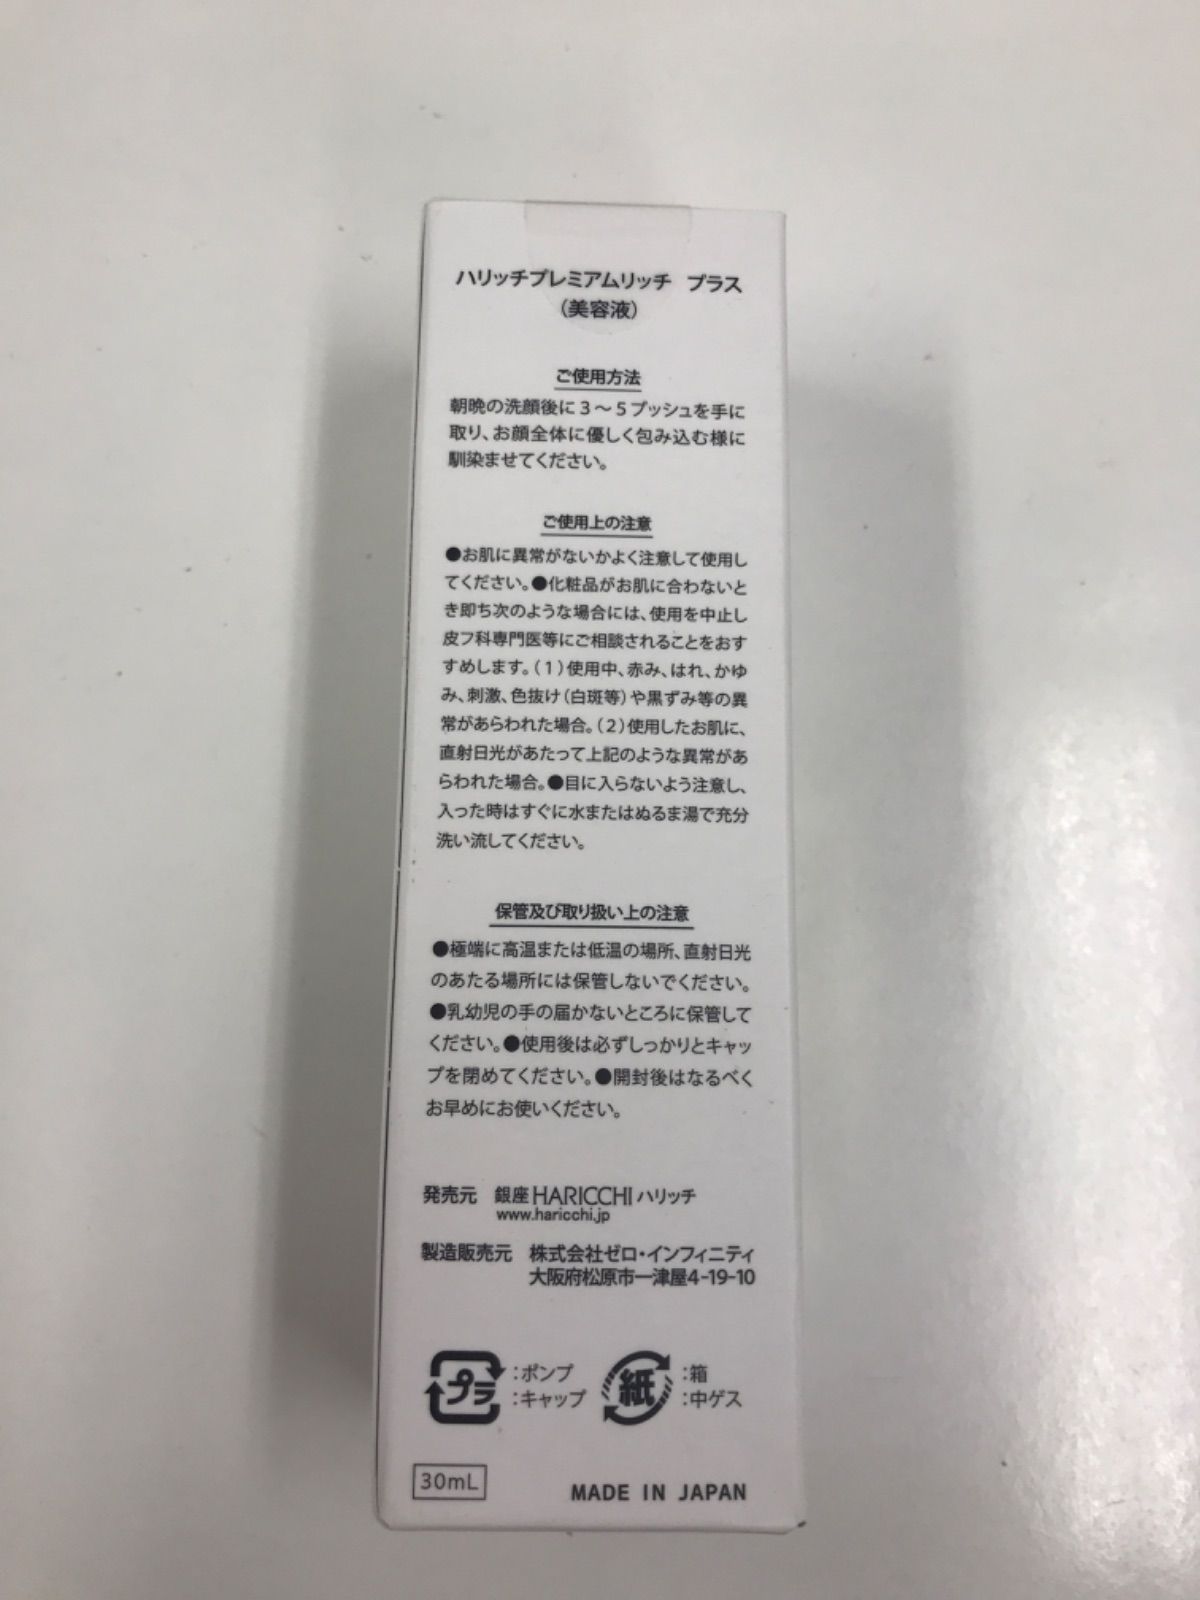 ハリッチプレミアムリッチ　プラス
（美容液）
ご使用方法
朝晩の洗顔後に３～５プッシュを手に
取り、お顔全体に優しく包み込む様に
馴染ませてください。
ご使用上の注意
●お肌に異常がないかよく注意して使用し
てください。●化粧品がお肌に合わないと
き即ち次のような場合には、使用を中止し
皮フ科専門医等にご相談されることをおす
すめします。（1）使用中、赤み、はれ、かゆ
み、刺激、色抜け（白斑等）や黒ずみ等の異
常があらわれた場合。（2）使用したお肌に、
直射日光があたって上記のような異常があ
らわれた場合。●目に入らないよう注意し、
入った時はすぐに水またはぬるま湯で充分
洗い流してください。
保管及び取り扱い上の注意
●極端に高温または低温の場所、直射日光
のあたる場所には保管しないでください。
●乳幼児の手の届かないところに保管して
ください。●使用後は必ずしっかりとキャッ
プを閉めてください。●開封後はなるべく
お早めにお使いください。
発売元　銀座HARICCHIハリッチ
www.haricchi.jp
製造販売元　株式会社ゼロ・インフィニティ
大阪府松原市一津屋4-19-10
プラ：ポンプ
：キャップ
紙：箱
：中ゲス
30mL
MADE IN JAPAN